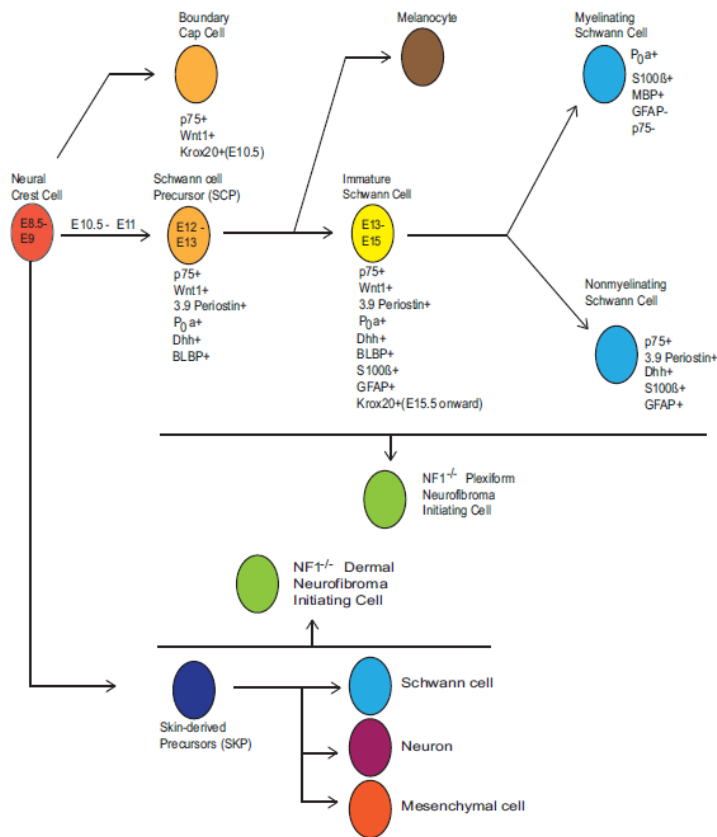 Boundary
Cap Cell
p75+
Wnt1+
Krox20+(E10.5)
Melanocyte
Myelinating
Schwann Cell
P0a+
S100ß+
MBP+
GFAP-
p75-
Neural
Crest Cell
E8.5-
E9
E10.5 - E11
Schwann cell
Precursor (SCP)
E12 -
E13
p75+
Wnt1+
3.9 Periostin+
P0a+
Dhh+
BLBP+
Immature
Schwann Cell
E13-
E15
p75+
Wnt1+
3.9 Periostin+
P0a+
Dhh+
BLBP+
S100ß+
GFAP+
Krox20+(E15.5 onward)
Nonmyelinating
Schwann Cell
p75+
3.9 Periostin+
Dhh+
S100ß+
GFAP+
NF1-/- Plexiform
Neurofibroma
Initiating Cell
NF1-/- Dermal
Neurofibroma
Initiating Cell
Skin-derived
Precursors (SKP)
Schwann cell
Neuron
Mesenchymal cell